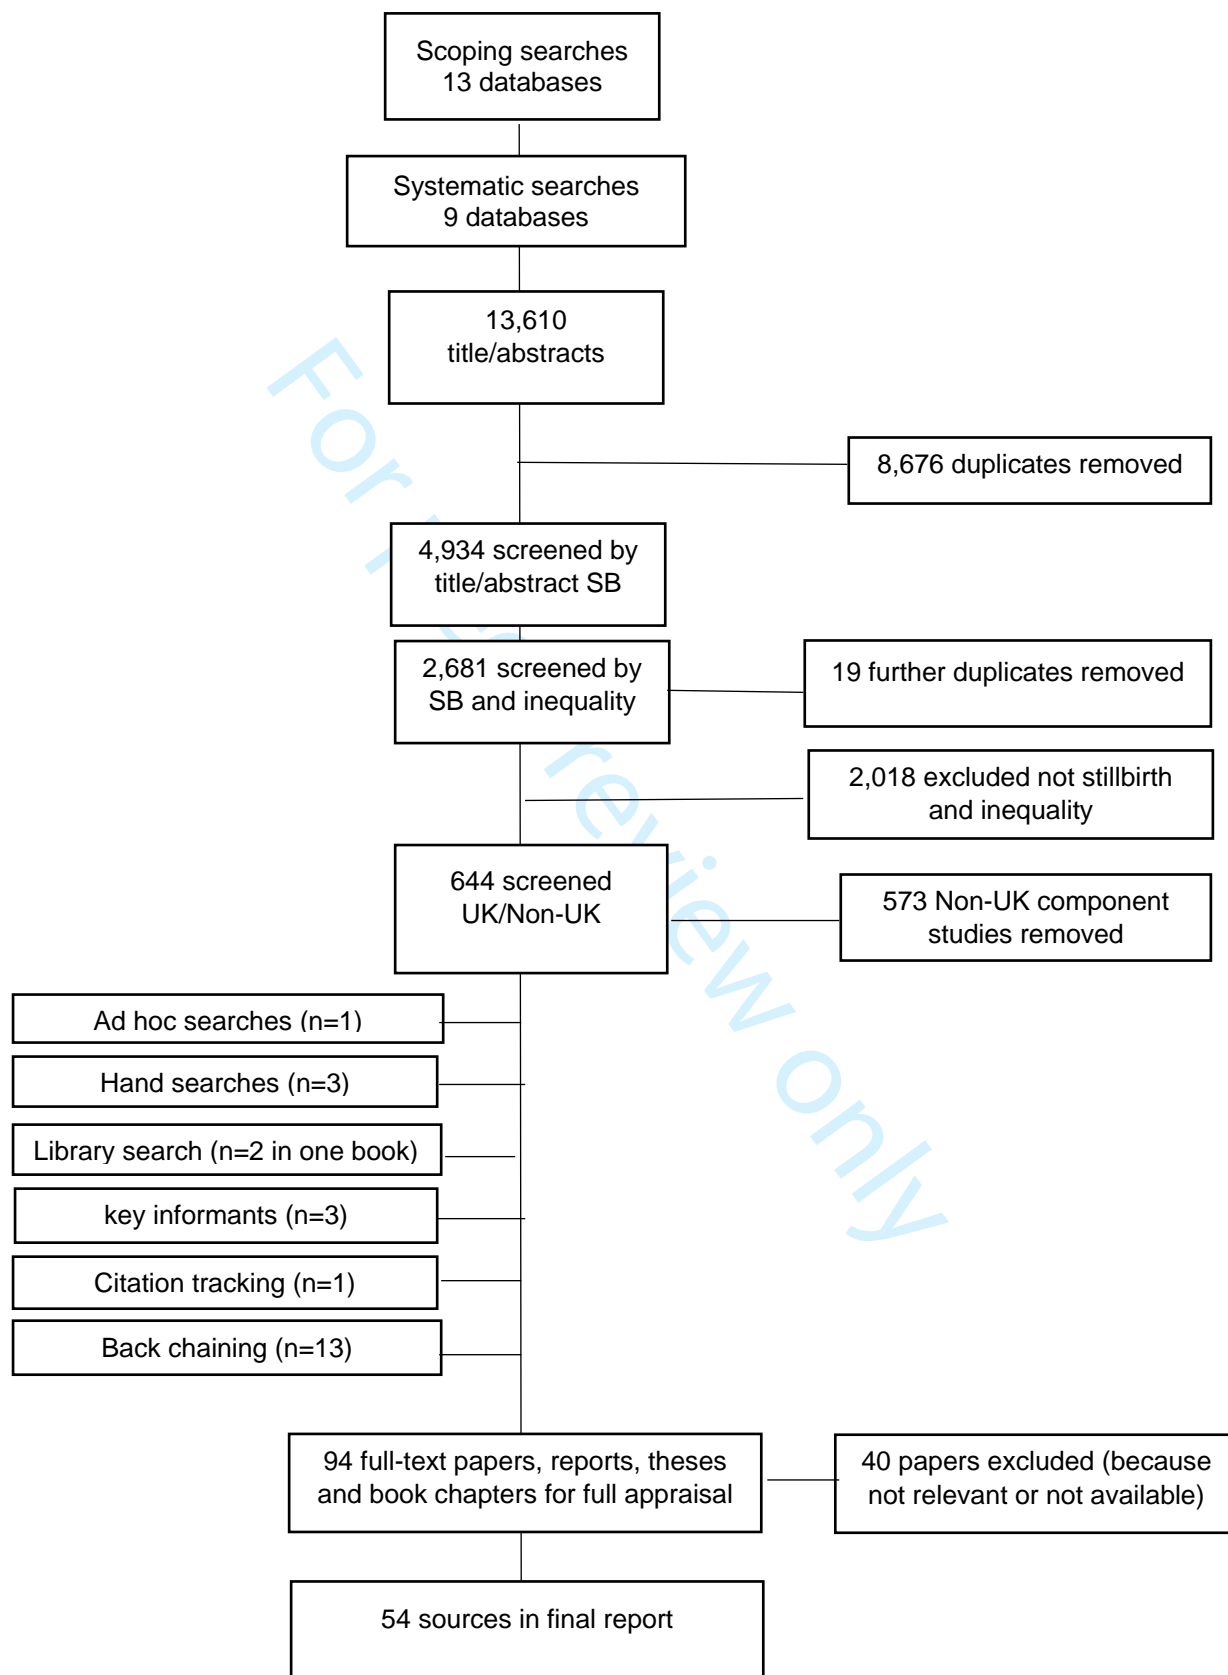 Scoping searches
13 databases
Systematic searches
9 databases
13,610
title/abstracts
8,676 duplicates removed
4,934 screened by
title/abstract SB
2,681 screened by
SB and inequality
19 further duplicates removed
2,018 excluded not stillbirth
and inequality
644 screened
UK/Non-UK
573 Non-UK component
studies removed
Ad hoc searches (n=1)
Hand searches (n=3)
Library search (n=2 in one book)
key informants (n=3)
Citation tracking (n=1)
Back chaining (n=13)
94 full-text papers, reports, theses
and book chapters for full appraisal
40 papers excluded (because
not relevant or not available)
54 sources in final report
For review only